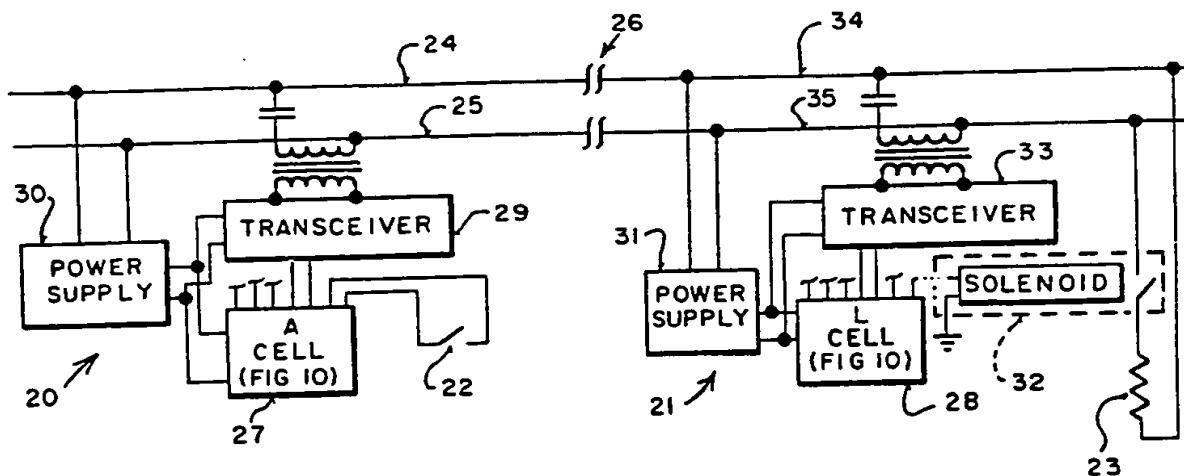 26
24
34
25
35
30
33
29
TRANSCEIVER
31
TRANSCEIVER
POWER
SUPPLY
POWER
SUPPLY
SOLENOID
A
CELL
(FIG 10)
L
CELL
(FIG 10)
20
22
21
32
27
28
23